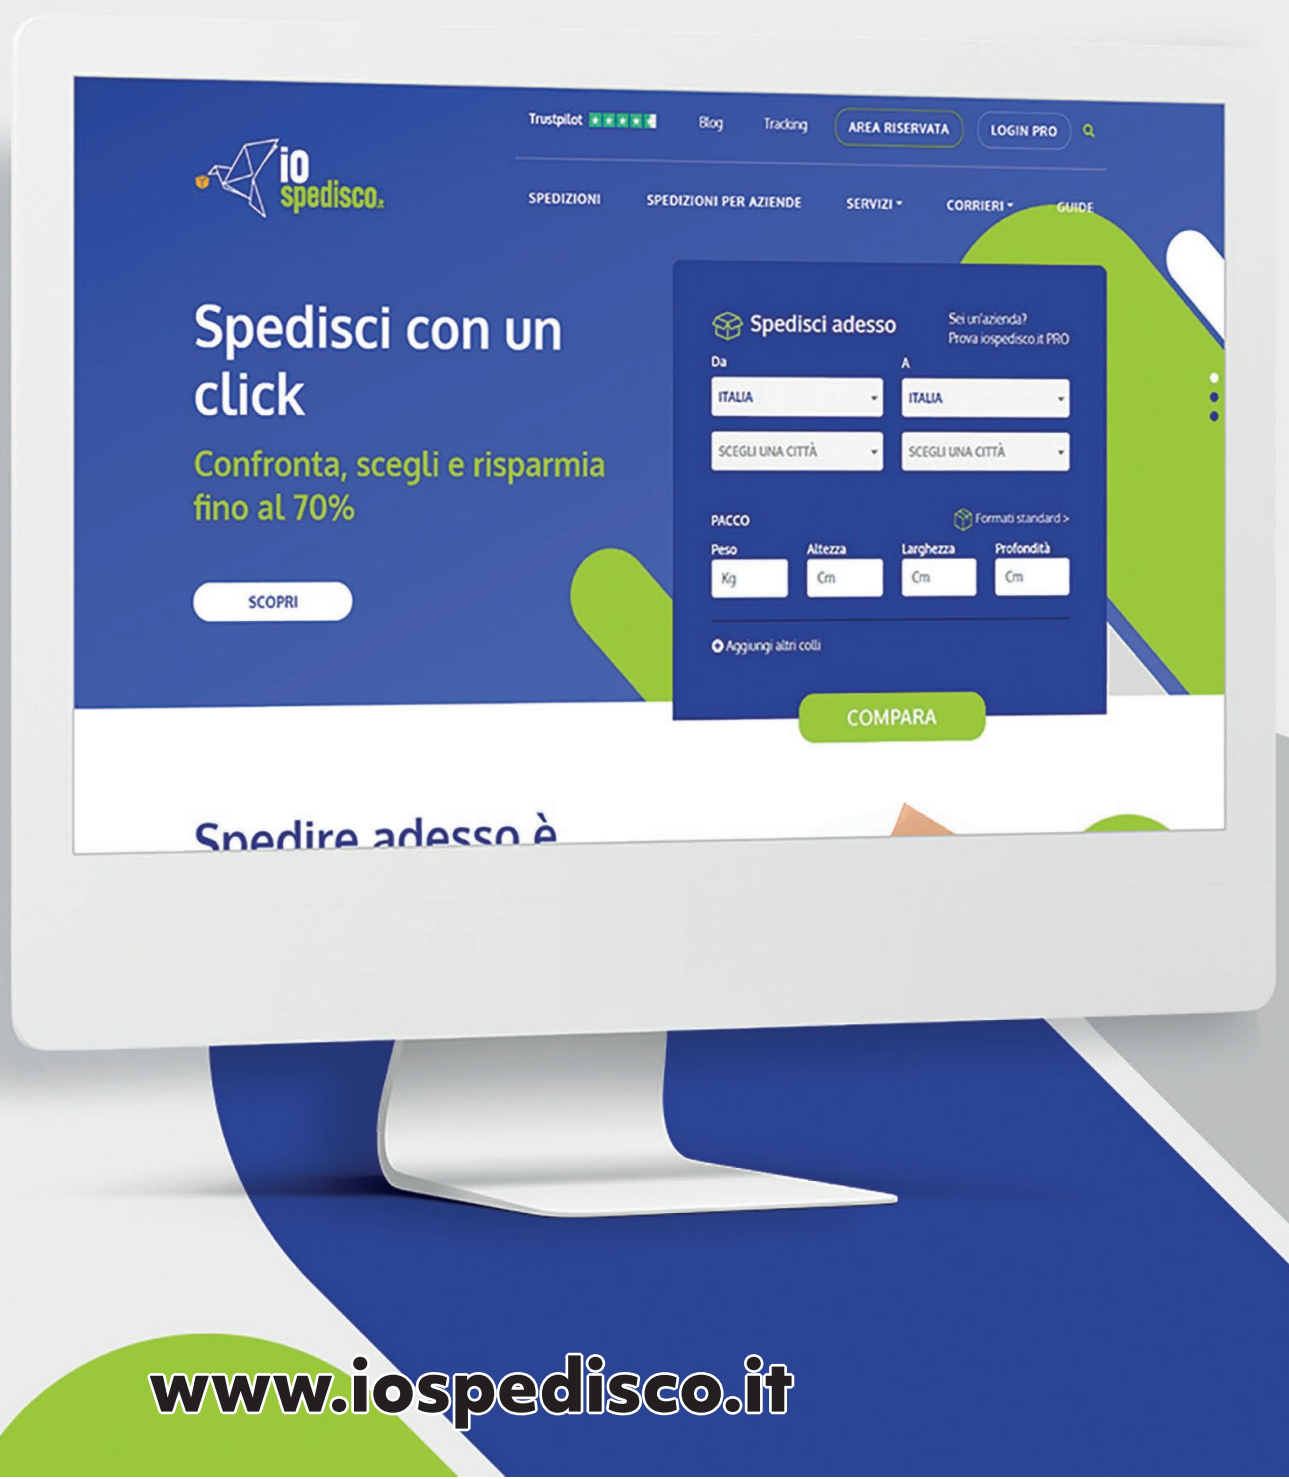 Trustpilot
Blog
Tracking
AREA RISERVATA
LOGIN PRO
io
spedisco.it
SPEDIZIONI
SPEDIZIONI PER AZIENDE
SERVIZI
CORRIERI
GUIDE
Spedisci con un
click
Confronta, scegli e risparmia
fino al 70%
SCOPRI
Spedisci adesso
Sei un'azienda?
Prova iospedisco.it PRO
Da
A
ITALIA
ITALIA
SCEGLI UNA CITTÀ
SCEGLI UNA CITTÀ
PACCO
Formati standard >
Peso
Altezza
Larghezza
Profondità
Kg
Cm
Cm
Cm
Aggiungi altri colli
COMPARA
Spedire adesso è
www.iospedisco.it